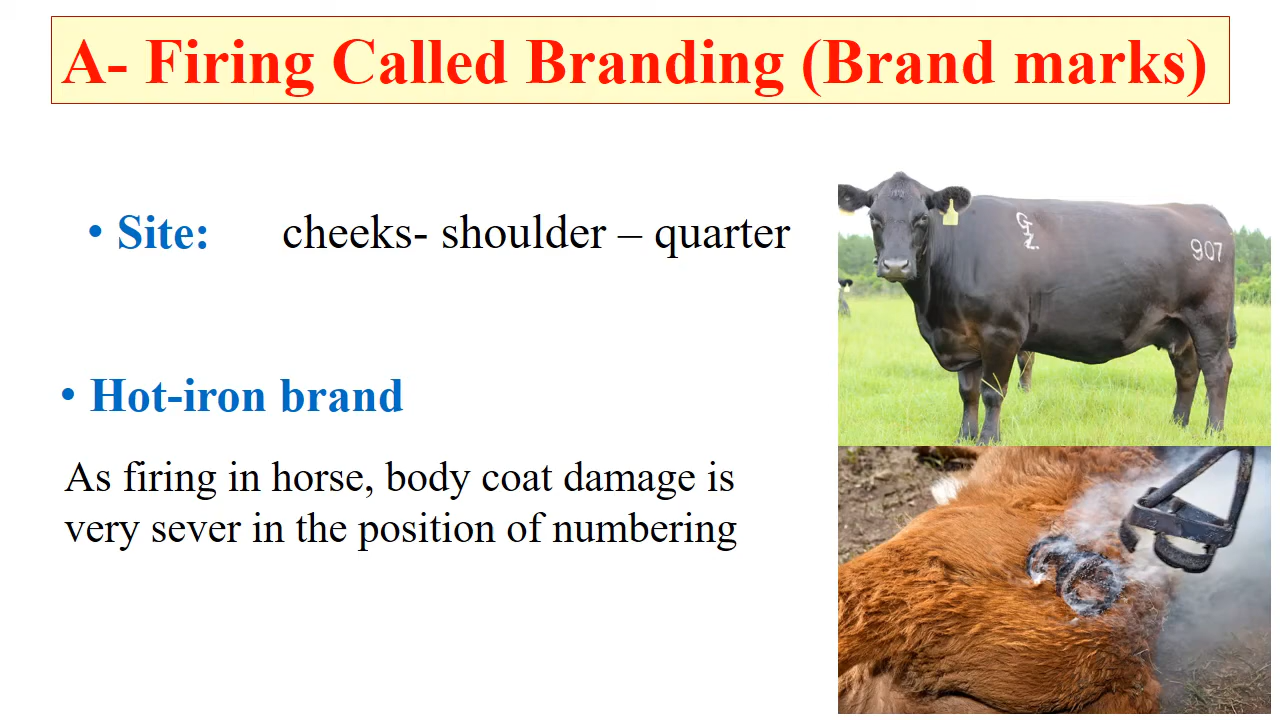 A- Firing Called Branding (Brand marks)
• Site: cheeks- shoulder – quarter
• Hot-iron brand
As firing in horse, body coat damage is
very sever in the position of numbering
907